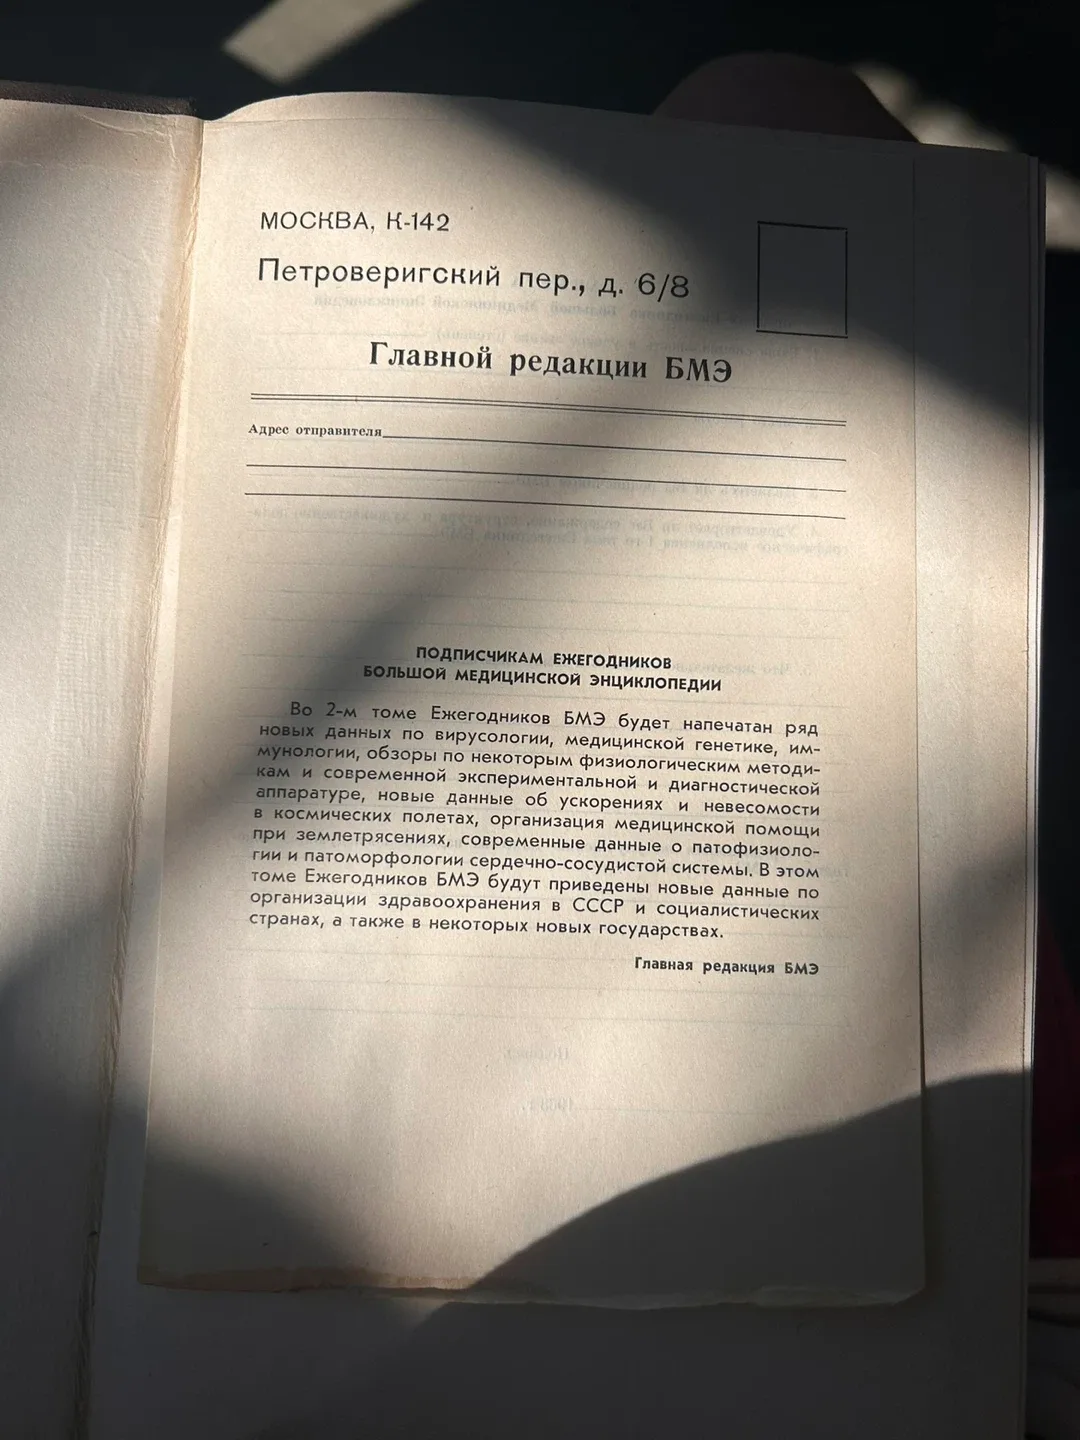 МОСКВА, К-142
Петроверигский пер., д. 6/8
Главной редакции БМЭ
Адрес отправителя
ПОДПИСЧИКАМ ЕЖЕГОДНИКОВ
БОЛЬШОЙ МЕДИЦИНСКОЙ ЭНЦИКЛОПЕДИИ
Во 2-м томе Ежегодников БМЭ будет напечатан ряд
новых данных по вирусологии, медицинской генетике, им-
мунологии, обзоры по некоторым физиологическим методи-
кам и современной экспериментальной и диагностической
аппаратуре, новые данные об ускорениях и невесомости
в космических полетах, организация медицинской помощи
при землетрясениях, современные данные о патофизиоло-
гии и патоморфологии сердечно-сосудистой системы. В этом
томе Ежегодников БМЭ будут приведены новые данные по
организации здравоохранения в СССР и социалистических
странах, а также в некоторых новых государствах.
Главная редакция БМЭ